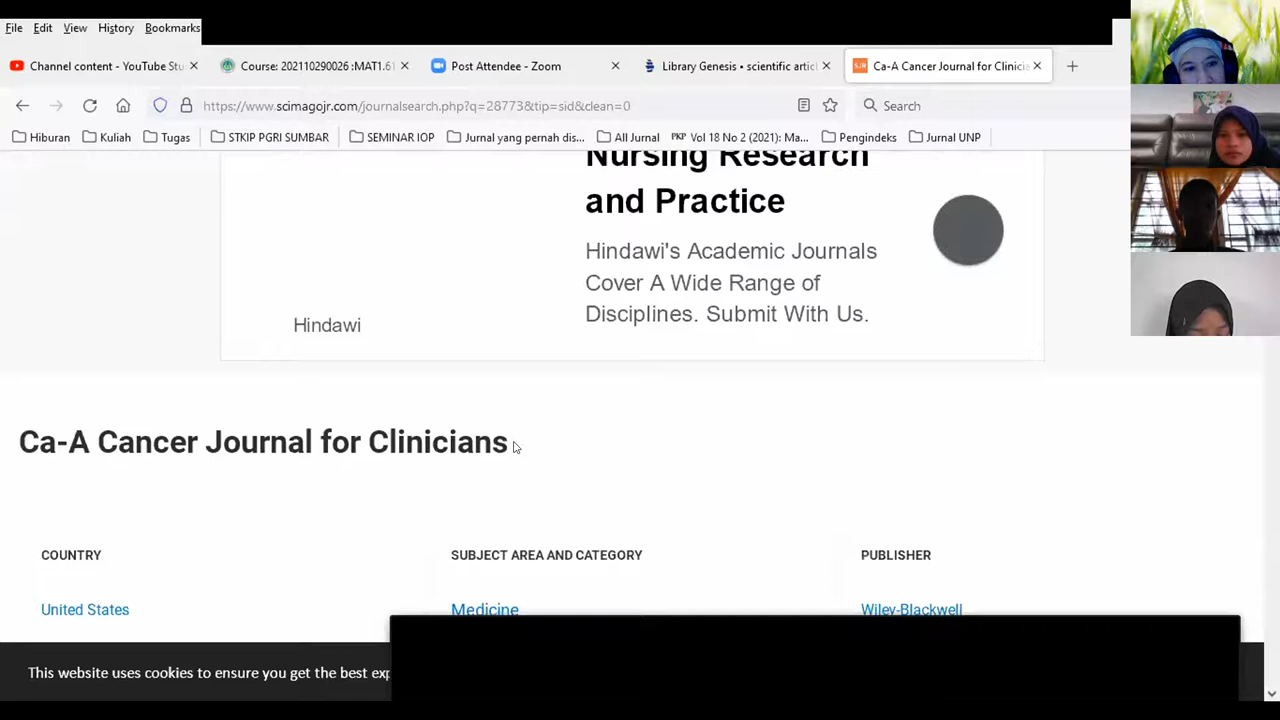 File Edit View History Bookmarks
Channel content - YouTube Stu
Course: 202110290026 :MAT1.61
Post Attendee - Zoom
Library Genesis • scientific articl
Ca-A Cancer Journal for Clinicia
https://www.scimagojr.com/journalsearch.php?q=28773&tip=sid&clean=0
Search
Hiburan Kuliah Tugas STKIP PGRI SUMBAR SEMINAR IOP Jurnal yang pernah dis... All Jurnal PKP Vol 18 No 2 (2021): Ma... Pengindeks Jurnal UNP
Nursing Research
and Practice
Hindawi's Academic Journals
Cover A Wide Range of
Disciplines. Submit With Us.
Hindawi
Ca-A Cancer Journal for Clinicians
COUNTRY SUBJECT AREA AND CATEGORY PUBLISHER
United States Medicine Wiley-Blackwell
This website uses cookies to ensure you get the best exp